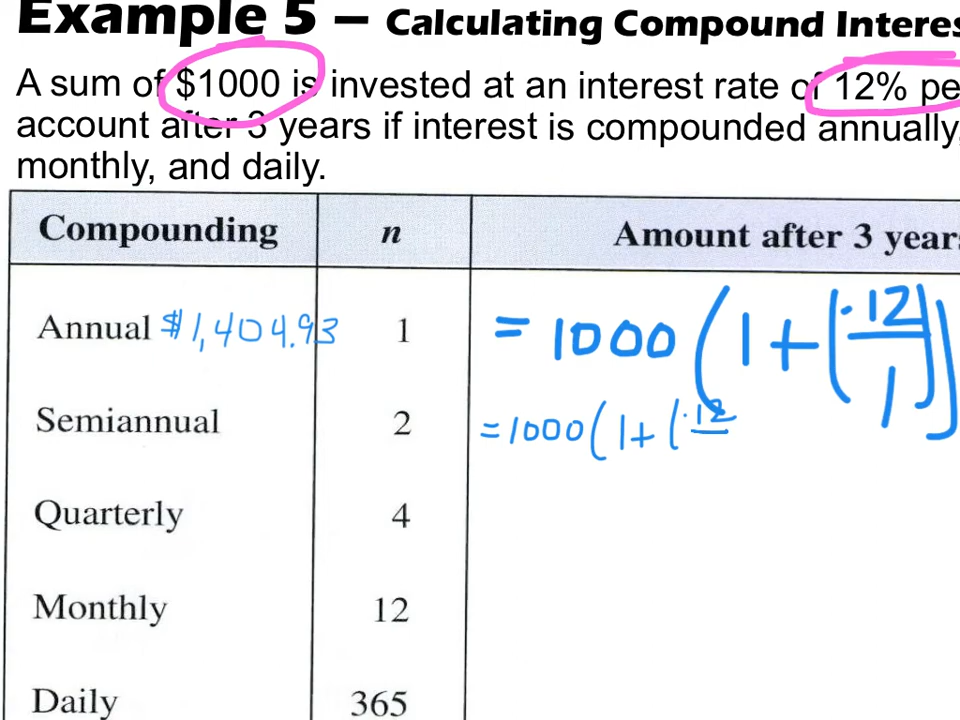 Example 5 – Calculating Compound Interes
A sum of $1000 is invested at an interest rate of 12% pe
account after 3 years if interest is compounded annually,
monthly, and daily.
Compounding n Amount after 3 years
Annual $1,404.93 1 = 1000 (1+(.12/1))
Semiannual 2 =1000(1+(.12
Quarterly 4
Monthly 12
Daily 365